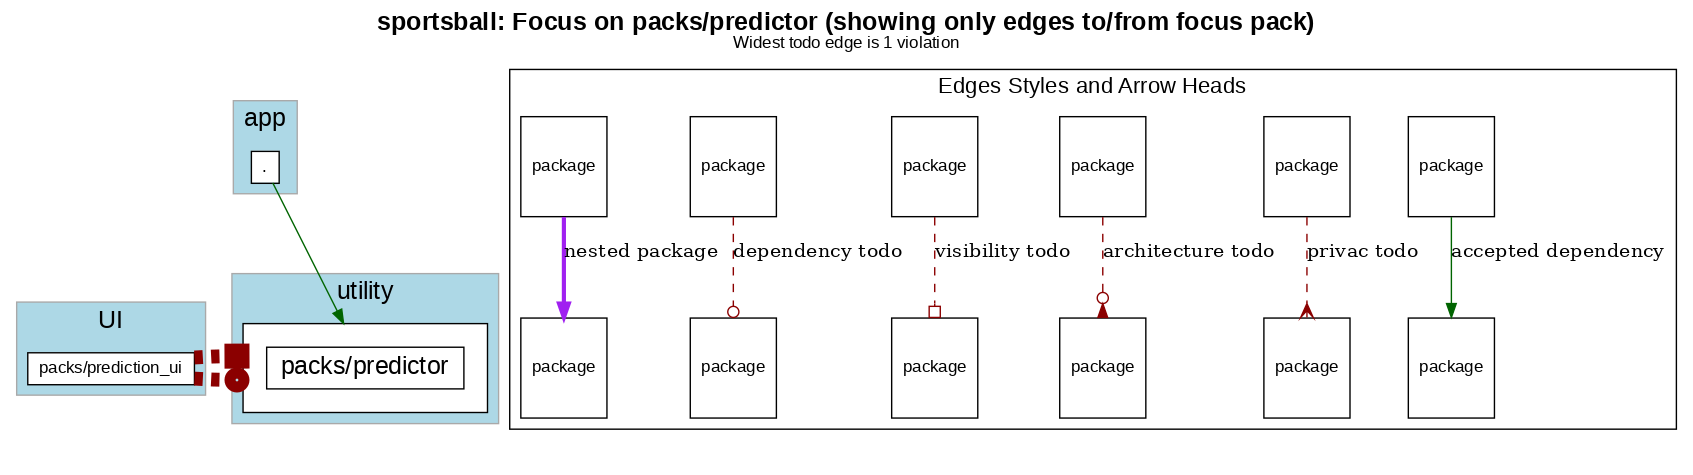 sportsball: Focus on packs/predictor (showing only edges to/from focus pack)
Widest todo edge is 1 violation
app
.
UI
packs/prediction_ui
utility
packs/predictor
Edges Styles and Arrow Heads
package package package package package package
nested package dependency todo visibility todo architecture todo privac todo accepted dependency
package package package package package package